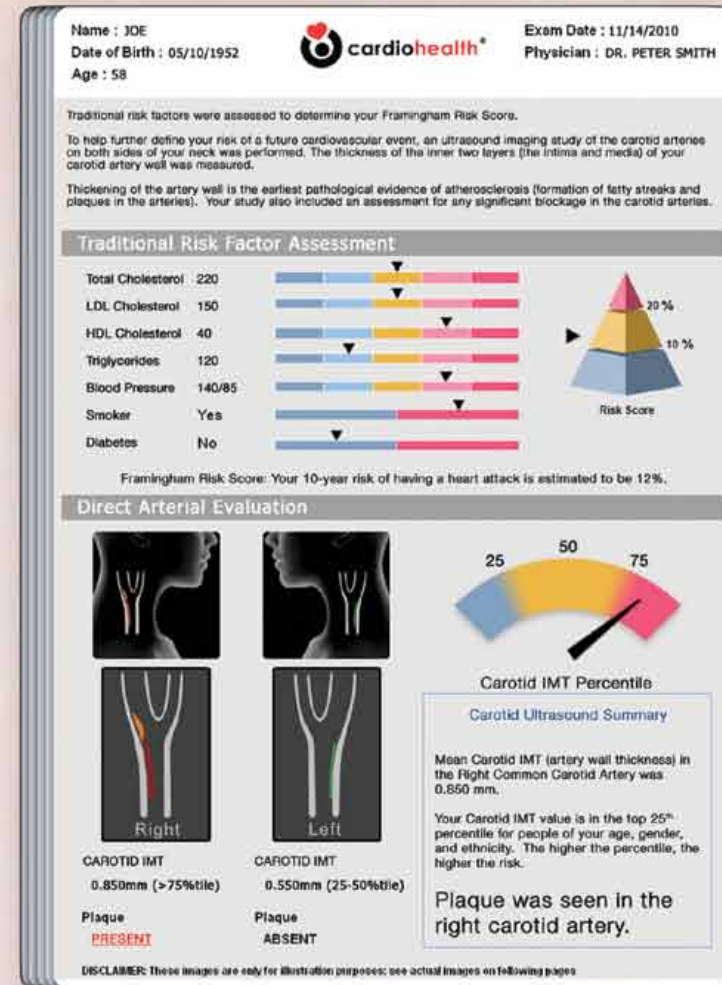 Name : JOE
Date of Birth : 05/10/1952
Age : 58
cardiohealth®
Exam Date : 11/14/2010
Physician : DR. PETER SMITH
Traditional risk factors were assessed to determine your Framingham Risk Score.
To help further define your risk of a future cardiovascular event, an ultrasound imaging study of the carotid arteries
on both sides of your neck was performed. The thickness of the inner two layers (the intima and media) of your
carotid artery wall was measured.
Thickening of the artery wall is the earliest pathological evidence of atherosclerosis (formation of fatty streaks and
plaques in the arteries). Your study also included an assessment for any significant blockage in the carotid arteries.
Traditional Risk Factor Assessment
Total Cholesterol 220
LDL Cholesterol 150
HDL Cholesterol 40
Triglycerides 120
Blood Pressure 140/85
Smoker Yes
Diabetes No
20 %
10 %
Risk Score
Framingham Risk Score: Your 10-year risk of having a heart attack is estimated to be 12%.
Direct Arterial Evaluation
Right
CAROTID IMT
0.850mm (>75%tile)
Plaque
PRESENT
Left
CAROTID IMT
0.550mm (25-50%tile)
Plaque
ABSENT
25
50
75
Carotid IMT Percentile
Carotid Ultrasound Summary
Mean Carotid IMT (artery wall thickness) in
the Right Common Carotid Artery was
0.850 mm.
Your Carotid IMT value is in the top 25th
percentile for people of your age, gender,
and ethnicity. The higher the percentile, the
higher the risk.
Plaque was seen in the
right carotid artery.
DISCLAIMER: These images are only for illustration purposes; see actual images on following pages